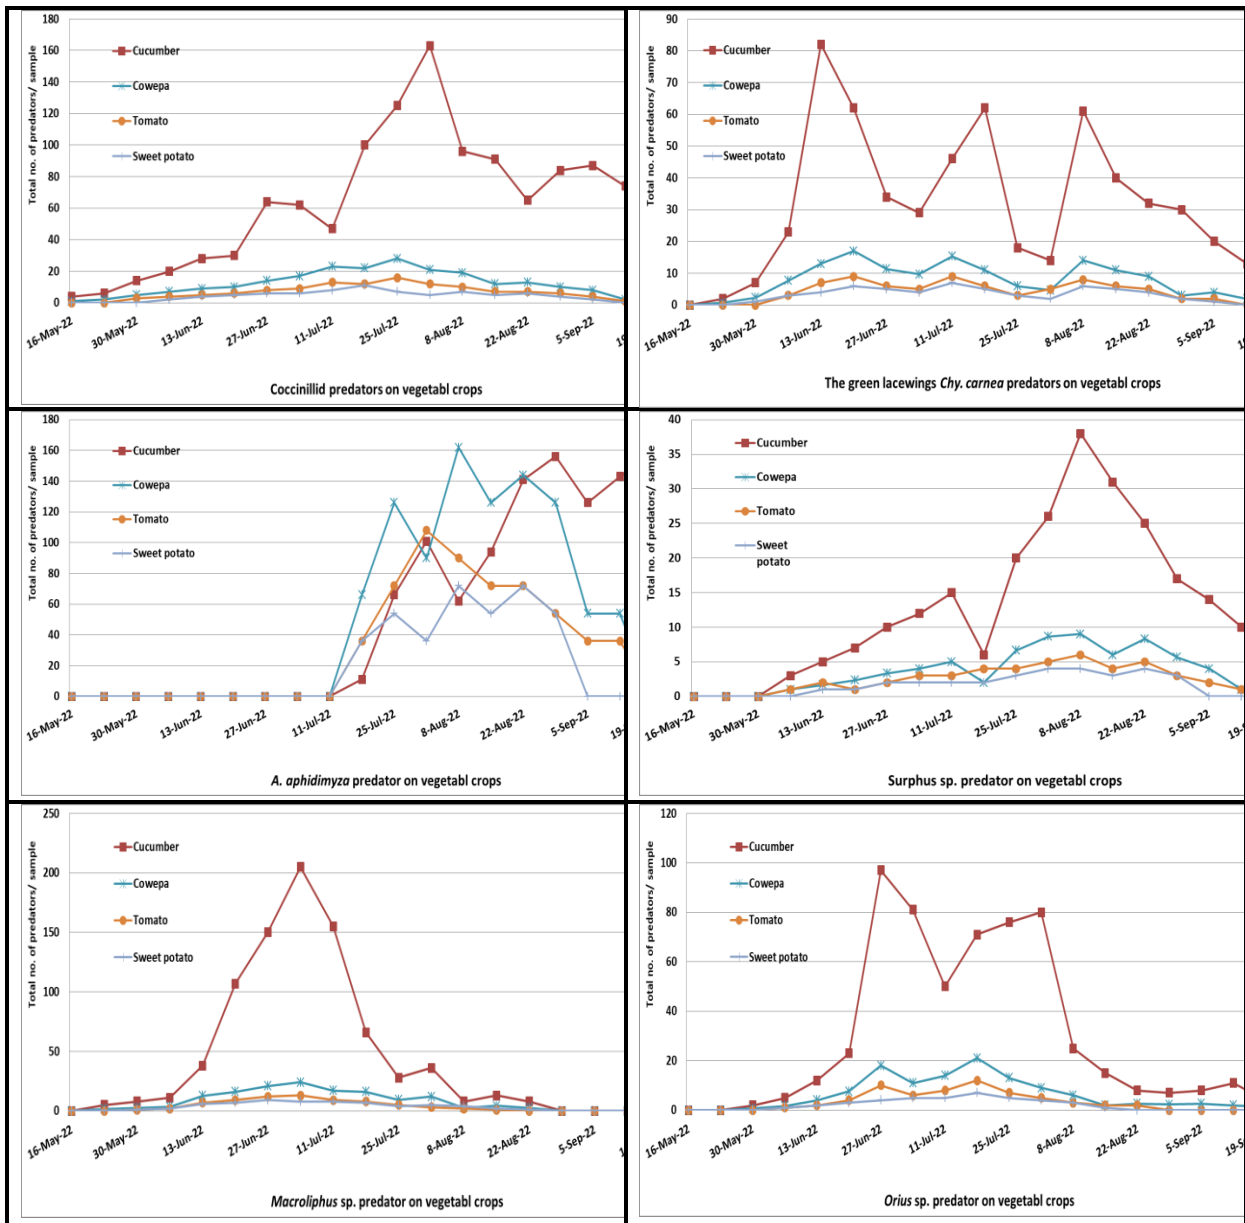 180
160
140
120
100
80
60
40
20
0
Total no. of predators/ sample
Cucumber
Cowepa
Tomato
Sweet potato
16-May-22
30-May-22
13-Jun-22
27-Jun-22
11-Jul-22
25-Jul-22
8-Aug-22
22-Aug-22
5-Sep-22
19
Coccinillid predators on vegetabl crops
90
80
70
60
50
40
30
20
10
0
Total no. of predators/ sample
Cucumber
Cowepa
Tomato
Sweet potato
16-May-22
30-May-22
13-Jun-22
27-Jun-22
11-Jul-22
25-Jul-22
8-Aug-22
22-Aug-22
5-Sep-22
19
The green lacewings Chy. carnea predators on vegetabl crops
180
160
140
120
100
80
60
40
20
0
Total no. of predators/ sample
Cucumber
Cowepa
Tomato
Sweet potato
16-May-22
30-May-22
13-Jun-22
27-Jun-22
11-Jul-22
25-Jul-22
8-Aug-22
22-Aug-22
5-Sep-22
19-
A. aphidimyza predator on vegetabl crops
40
35
30
25
20
15
10
5
0
Total no. of predators/ sample
Cucumber
Cowepa
Tomato
Sweet
potato
16-May-22
30-May-22
13-Jun-22
27-Jun-22
11-Jul-22
25-Jul-22
8-Aug-22
22-Aug-22
5-Sep-22
Surphus sp. predator on vegetabl crops
250
200
150
100
50
0
Total no. of predators/ sample
Cucumber
Cowepa
Tomato
Sweet potato
16-May-22
30-May-22
13-Jun-22
27-Jun-22
11-Jul-22
25-Jul-22
8-Aug-22
22-Aug-22
5-Sep-22
Macroliphus sp. predator on vegetabl crops
120
100
80
60
40
20
0
Total no. of predators/ sample
Cucumber
Cowepa
Tomato
Sweet potato
16-May-22
30-May-22
13-Jun-22
27-Jun-22
11-Jul-22
25-Jul-22
8-Aug-22
22-Aug-22
5-Sep-22
Orius sp. predator on vegetabl crops